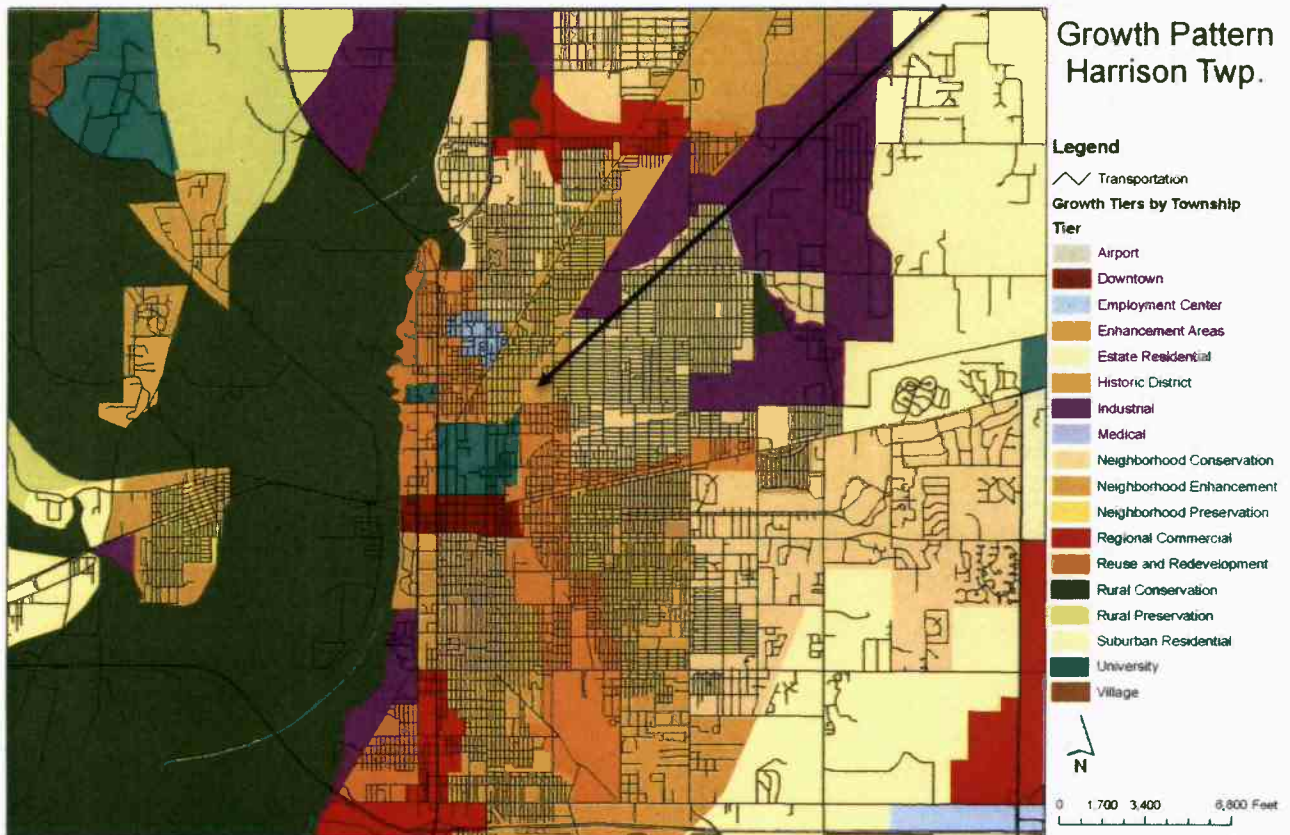 Growth Pattern
Harrison Twp.
Legend
Transportation
Growth Tiers by Township
Tier
Airport
Downtown
Employment Center
Enhancement Areas
Estate Residential
Historic District
Industrial
Medical
Neighborhood Conservation
Neighborhood Enhancement
Neighborhood Preservation
Regional Commercial
Reuse and Redevelopment
Rural Conservation
Rural Preservation
Suburban Residential
University
Village
N
0 1,700 3,400 6,800 Feet